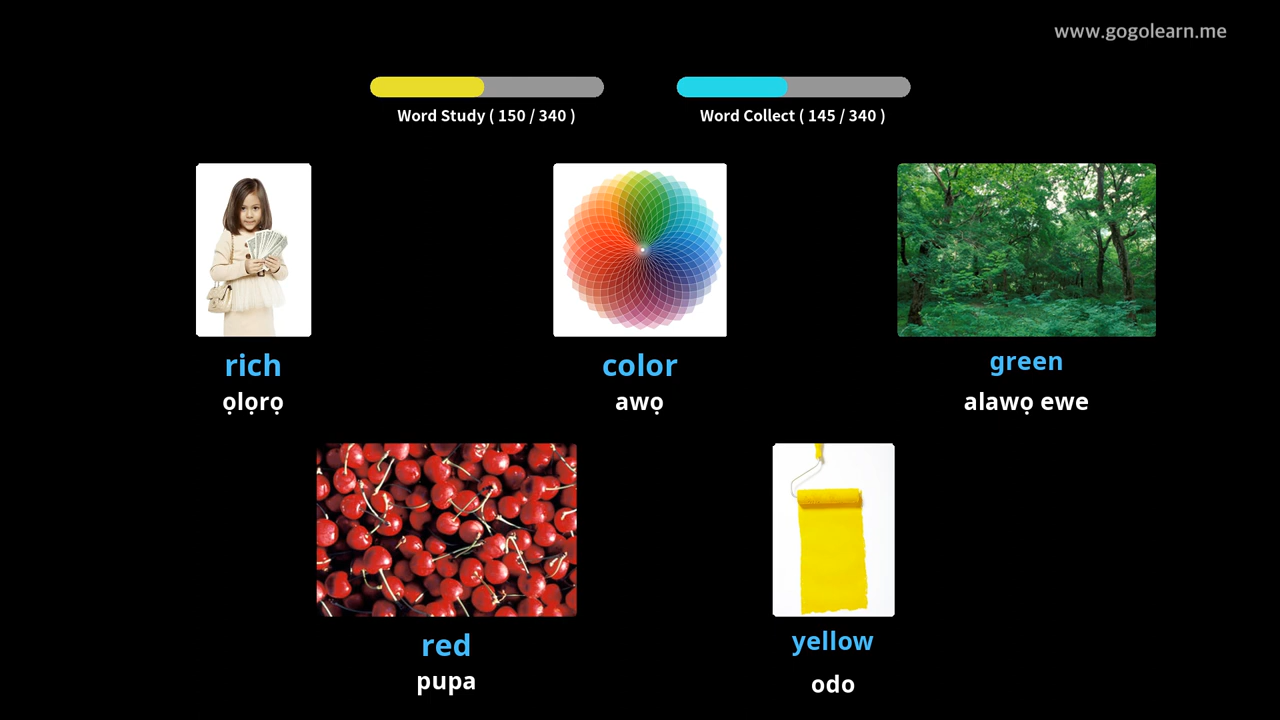 www.gogolearn.me
Word Study ( 150 / 340 )
Word Collect ( 145 / 340 )
rich
ọlọrọ
color
awọ
green
alawọ ewe
red
pupa
yellow
odo